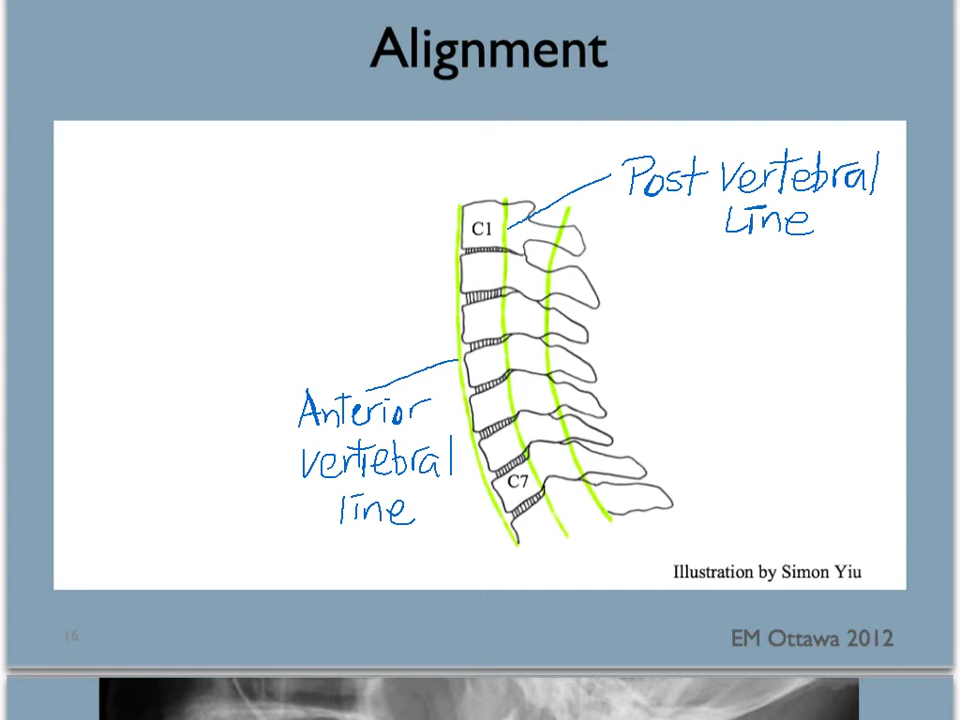 Alignment
Post vertebral
Line
C1
Anterior
vertebral
line
C7
Illustration by Simon Yiu
16
EM Ottawa 2012